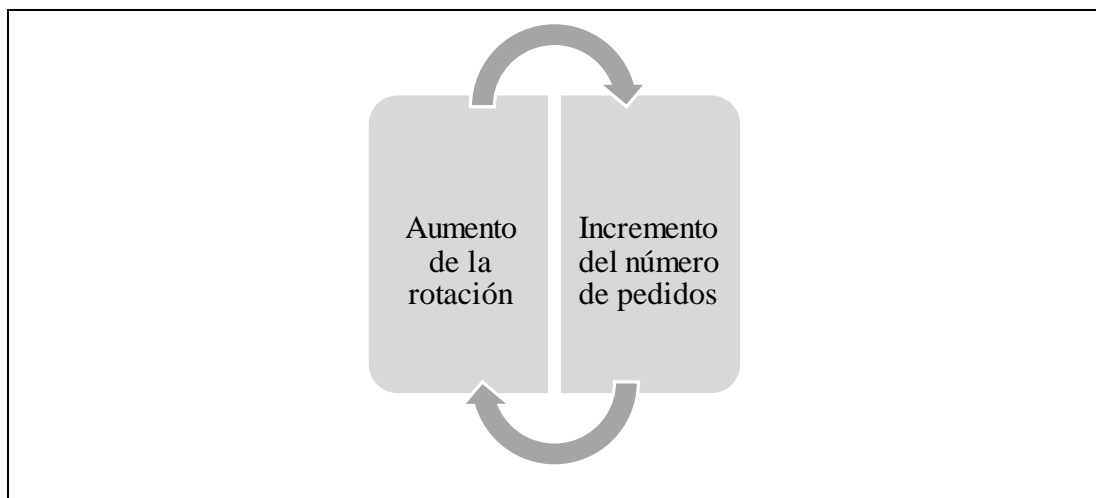 Aumento
de la
rotación
Incremento
del número
de pedidos